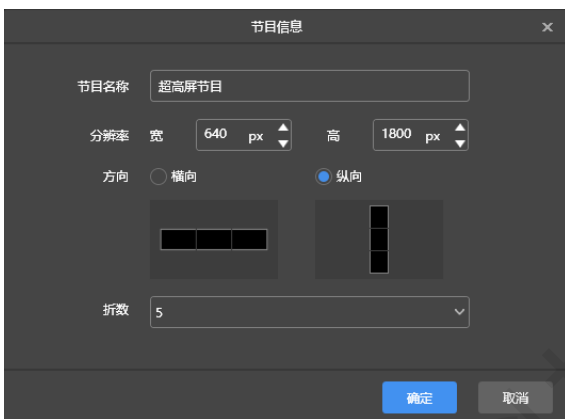 节目信息 ×
节目名称 超高屏节目
分辨率 宽 640 px 高 1800 px
方向 横向 纵向
折数 5
确定 取消